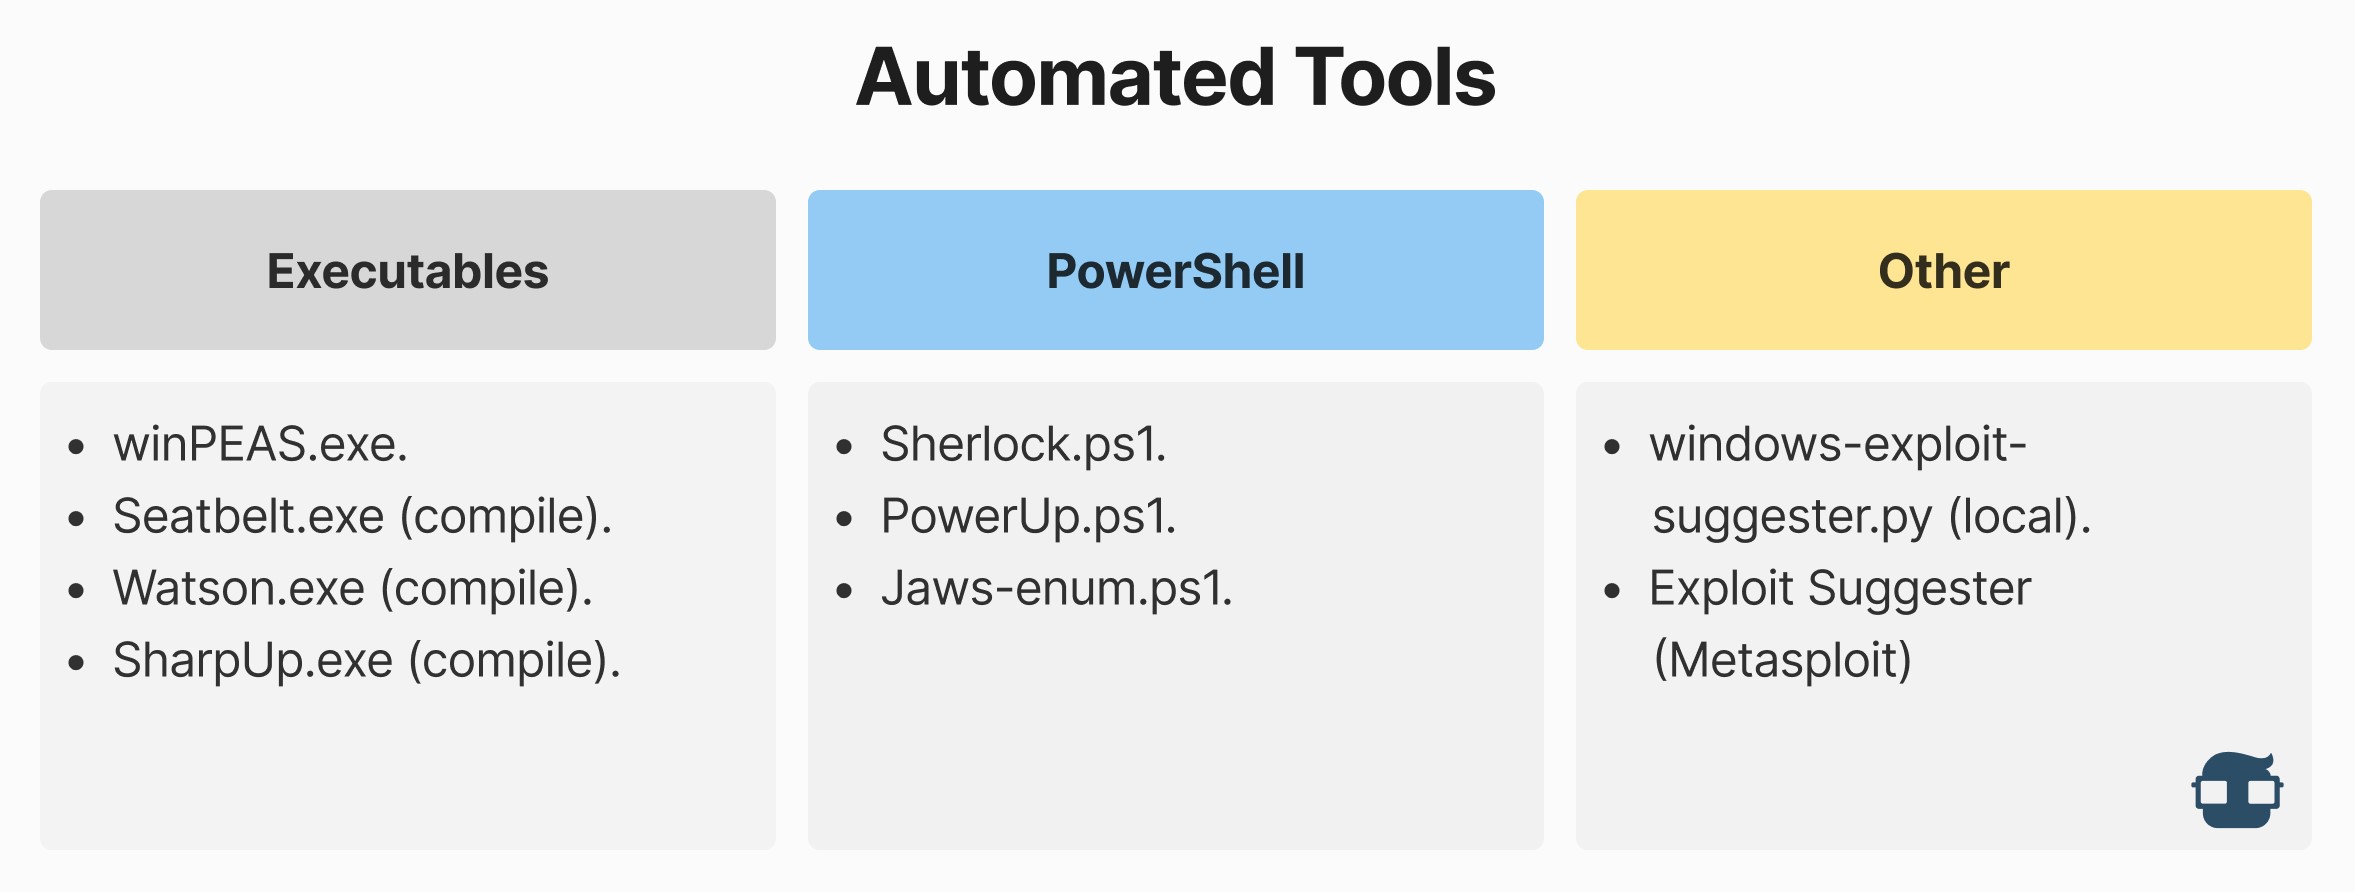 Automated Tools
Executables
PowerShell
Other
• winPEAS.exe.
• Seatbelt.exe (compile).
• Watson.exe (compile).
• SharpUp.exe (compile).
• Sherlock.ps1.
• PowerUp.ps1.
• Jaws-enum.ps1.
• windows-exploit-
suggester.py (local).
• Exploit Suggester
(Metasploit)